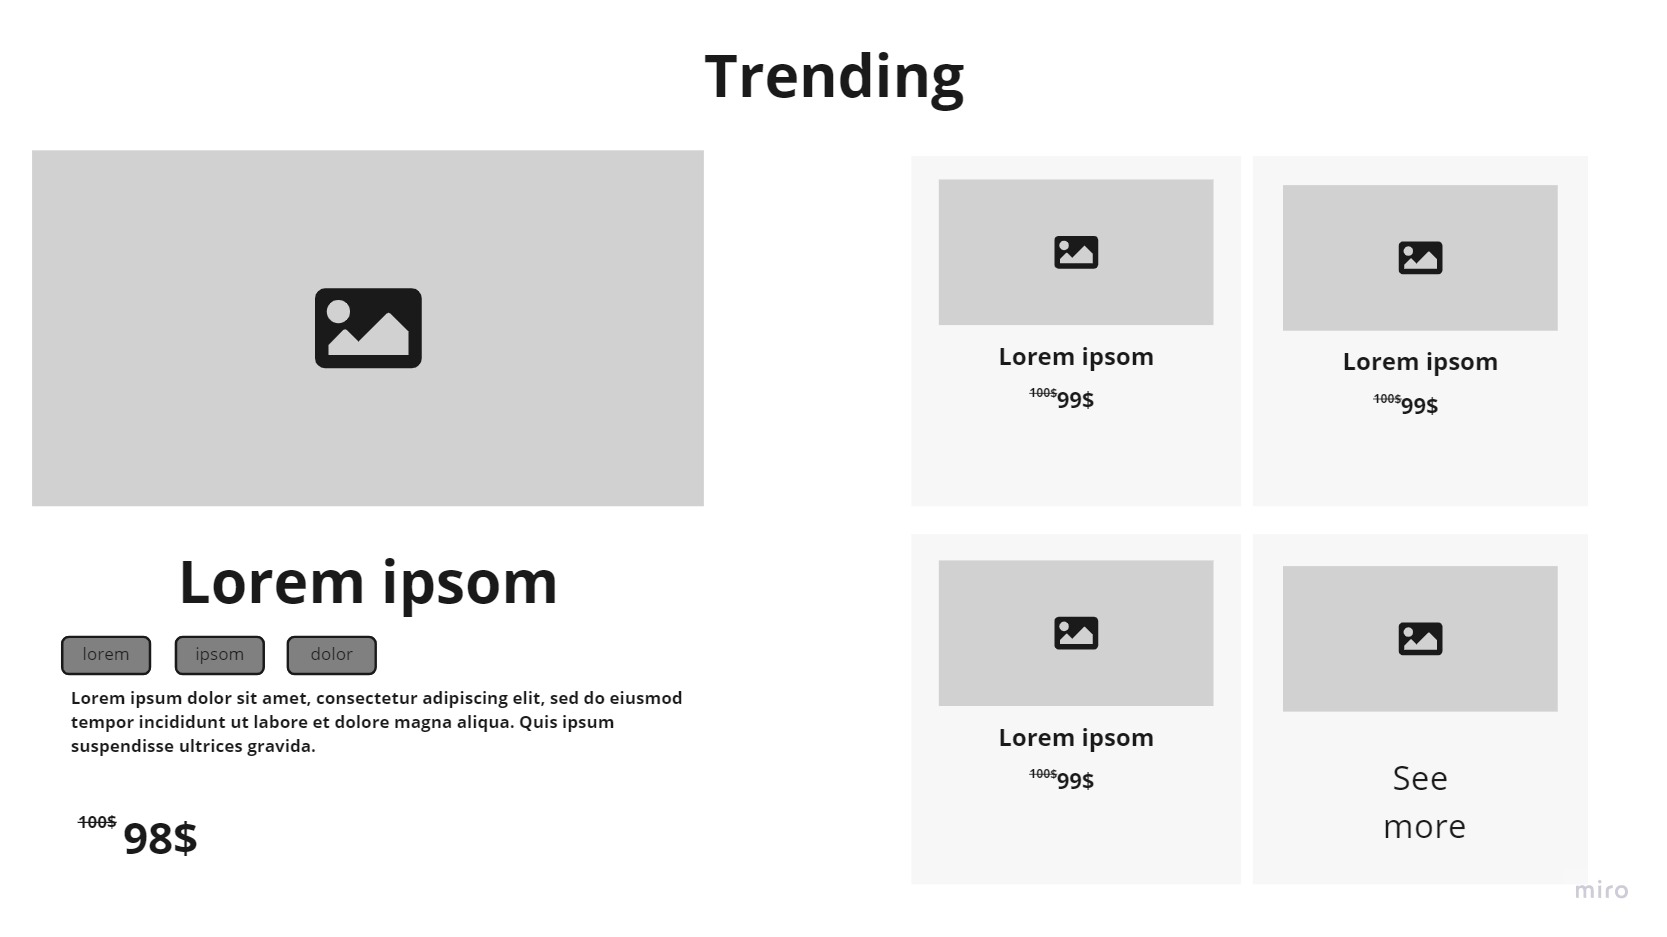 Trending
Lorem ipsom
lorem
ipsom
dolor
Lorem ipsum dolor sit amet, consectetur adipiscing elit, sed do eiusmod
tempor incididunt ut labore et dolore magna aliqua. Quis ipsum
suspendisse ultrices gravida.
100$ 98$
Lorem ipsom
100$99$
Lorem ipsom
100$99$
Lorem ipsom
100$99$
See
more
miro